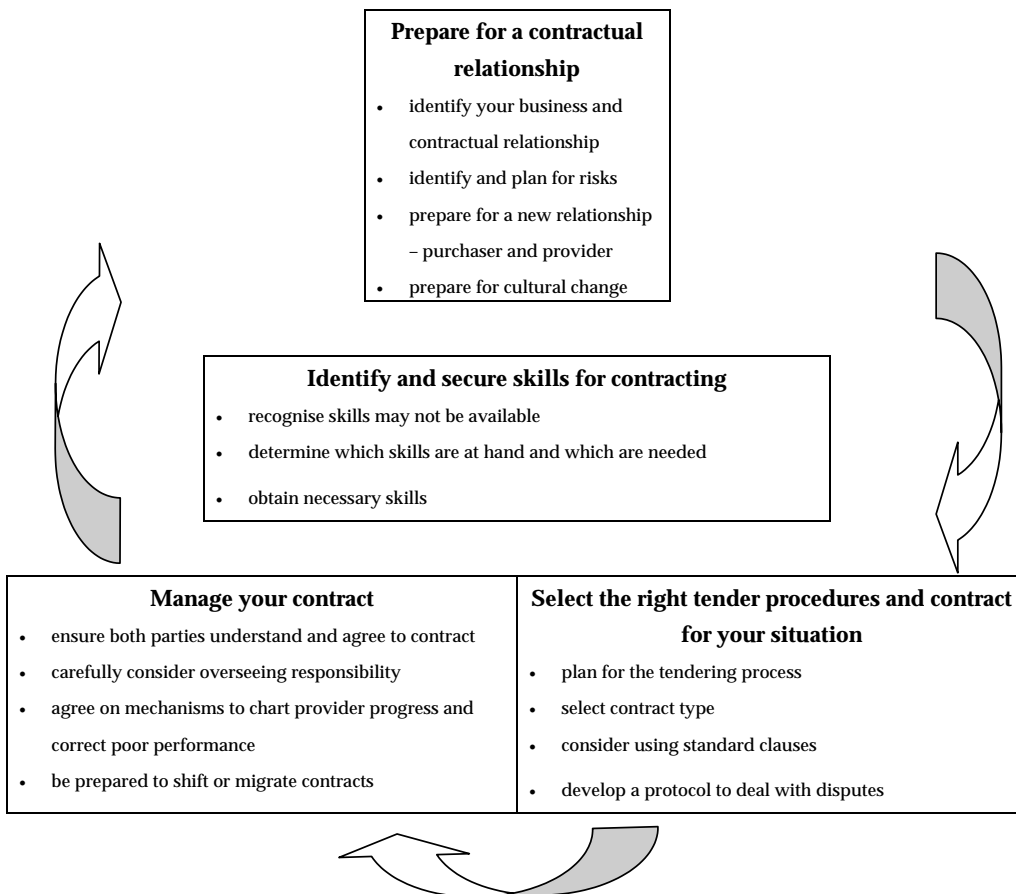 Prepare for a contractual
relationship
• identify your business and
contractual relationship
• identify and plan for risks
• prepare for a new relationship
– purchaser and provider
• prepare for cultural change
Identify and secure skills for contracting
• recognise skills may not be available
• determine which skills are at hand and which are needed
• obtain necessary skills
Manage your contract
• ensure both parties understand and agree to contract
• carefully consider overseeing responsibility
• agree on mechanisms to chart provider progress and
correct poor performance
• be prepared to shift or migrate contracts
Select the right tender procedures and contract
for your situation
• plan for the tendering process
• select contract type
• consider using standard clauses
• develop a protocol to deal with disputes